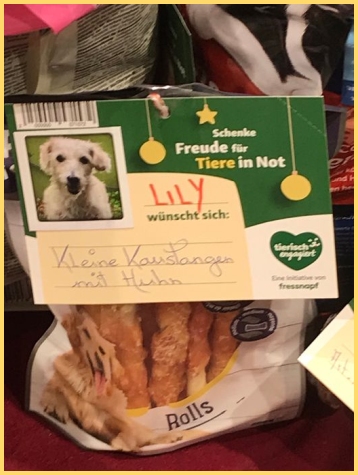 Schenke
Freude für
Tiere in Not
LILY
wünscht sich:
Kleine Kaustangen
mit Huhn
tierisch
engagiert
Eine Initiative von
fressnapf
Rolls